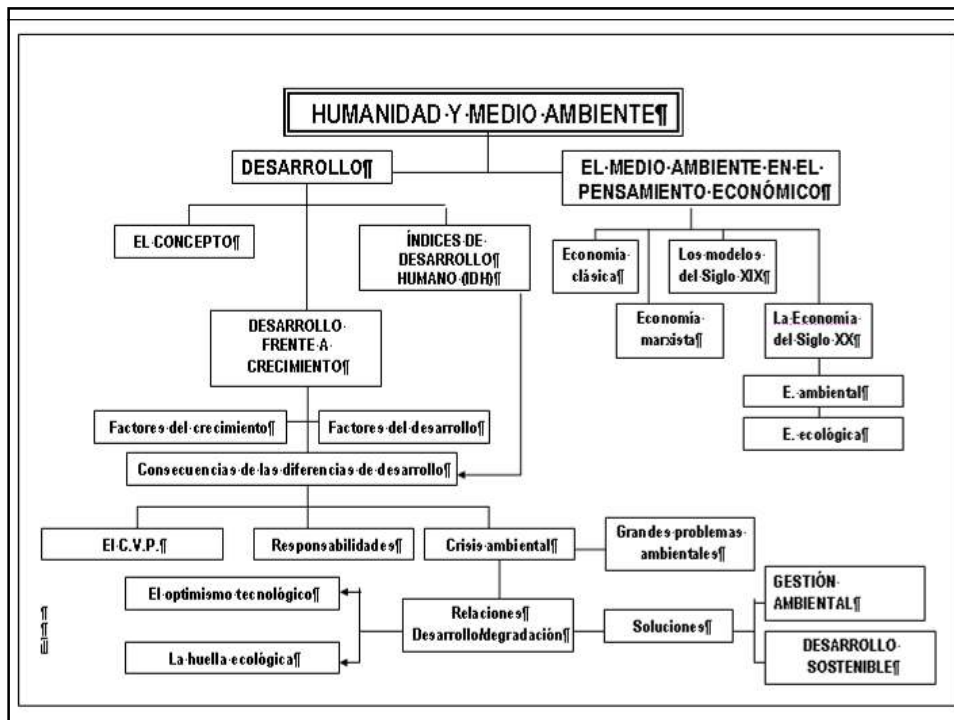 HUMANIDAD·Y·MEDIO·AMBIENTE¶
DESARROLLO¶
EL·MEDIO·AMBIENTE·EN·EL·
PENSAMIENTO·ECONÓMICO¶
EL·CONCEPTO¶
ÍNDICES·DE·
DESARROLLO¶
HUMANO·(IDH)¶
Economía·
clásica¶
Los·modelos·
del·Siglo·XIX¶
Economía·
marxista¶
La·Economía·
del·Siglo·XX¶
DESARROLLO·
FRENTE·A·
CRECIMIENTO¶
E.·ambiental¶
E.·ecológica¶
Factores·del·crecimiento¶
Factores·del·desarrollo¶
Consecuencias·de·las·diferencias·de·desarrollo¶
El·C.V.P.¶
Responsabilidades¶
Crisis·ambiental¶
Grandes·problemas·
ambientales¶
El·optimismo·tecnológico¶
Relaciones¶
Desarrollo/degradación¶
Soluciones¶
GESTIÓN·
AMBIENTAL¶
La·huella·ecológica¶
DESARROLLO·
SOSTENIBLE¶